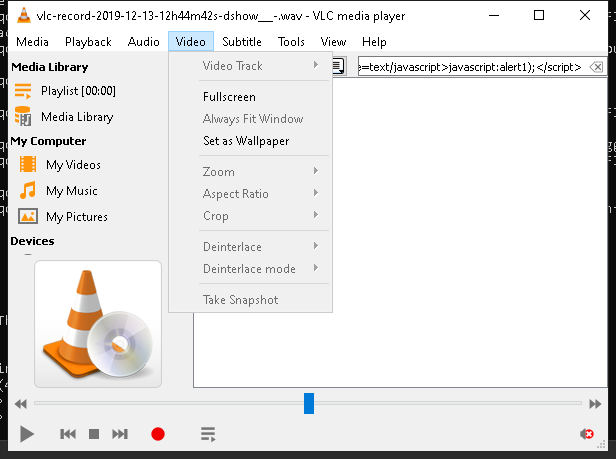 vlc-record-2019-12-13-12h44m42s-dshow__-.wav - VLC media player
Media Playback Audio Video Subtitle Tools View Help
Media Library
Playlist [00:00]
Media Library
My Computer
My Videos
My Music
My Pictures
Devices
Video Track
Fullscreen
Always Fit Window
Set as Wallpaper
Zoom
Aspect Ratio
Crop
Deinterlace
Deinterlace mode
Take Snapshot
e=text/javascript>javascript:alert1);</script>